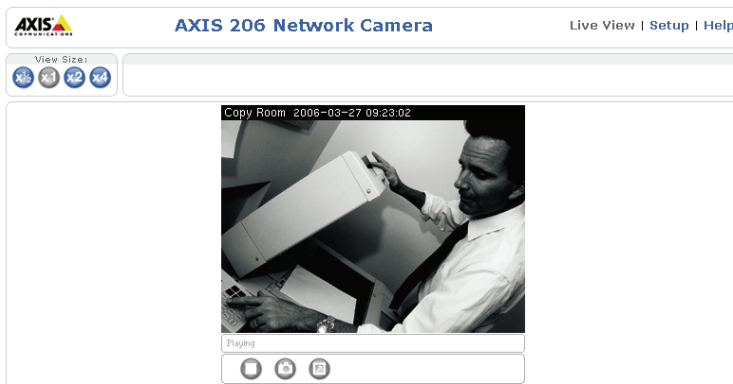 AXIS
COMMUNICATIONS
AXIS 206 Network Camera
Live View | Setup | Help
View Size:
x½ x1 x2 x4
Copy Room 2006-03-27 09:23:02
Playing